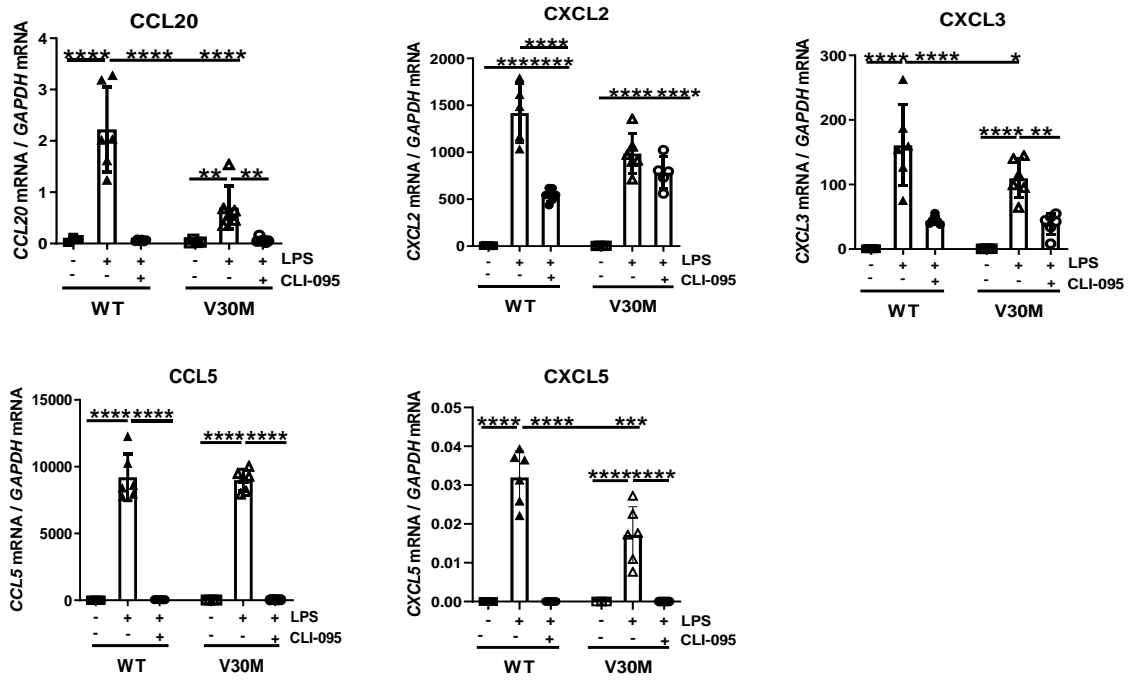 CCL20
CCL20 mRNA / GAPDH mRNA
4
3
2
1
0
**** **** ****
** **
- + + - + + LPS
- - + - - + CLI-095
WT V30M
CXCL2
CXCL2 mRNA / GAPDH mRNA
2000
1500
1000
500
0
****
********
**** ****
- + + - + + LPS
- - + - - + CLI-095
WT V30M
CXCL3
CXCL3 mRNA / GAPDH mRNA
300
200
100
0
**** **** *
**** **
- + + - + + LPS
- - + - - + CLI-095
WT V30M
CCL5
CCL5 mRNA / GAPDH mRNA
15000
10000
5000
0
**** ****
**** ****
- + + - + + LPS
- - + - - + CLI-095
WT V30M
CXCL5
CXCL5 mRNA / GAPDH mRNA
0.05
0.04
0.03
0.02
0.01
0.00
**** **** ***
********
- + + - + +
- - + - - +
WT V30M